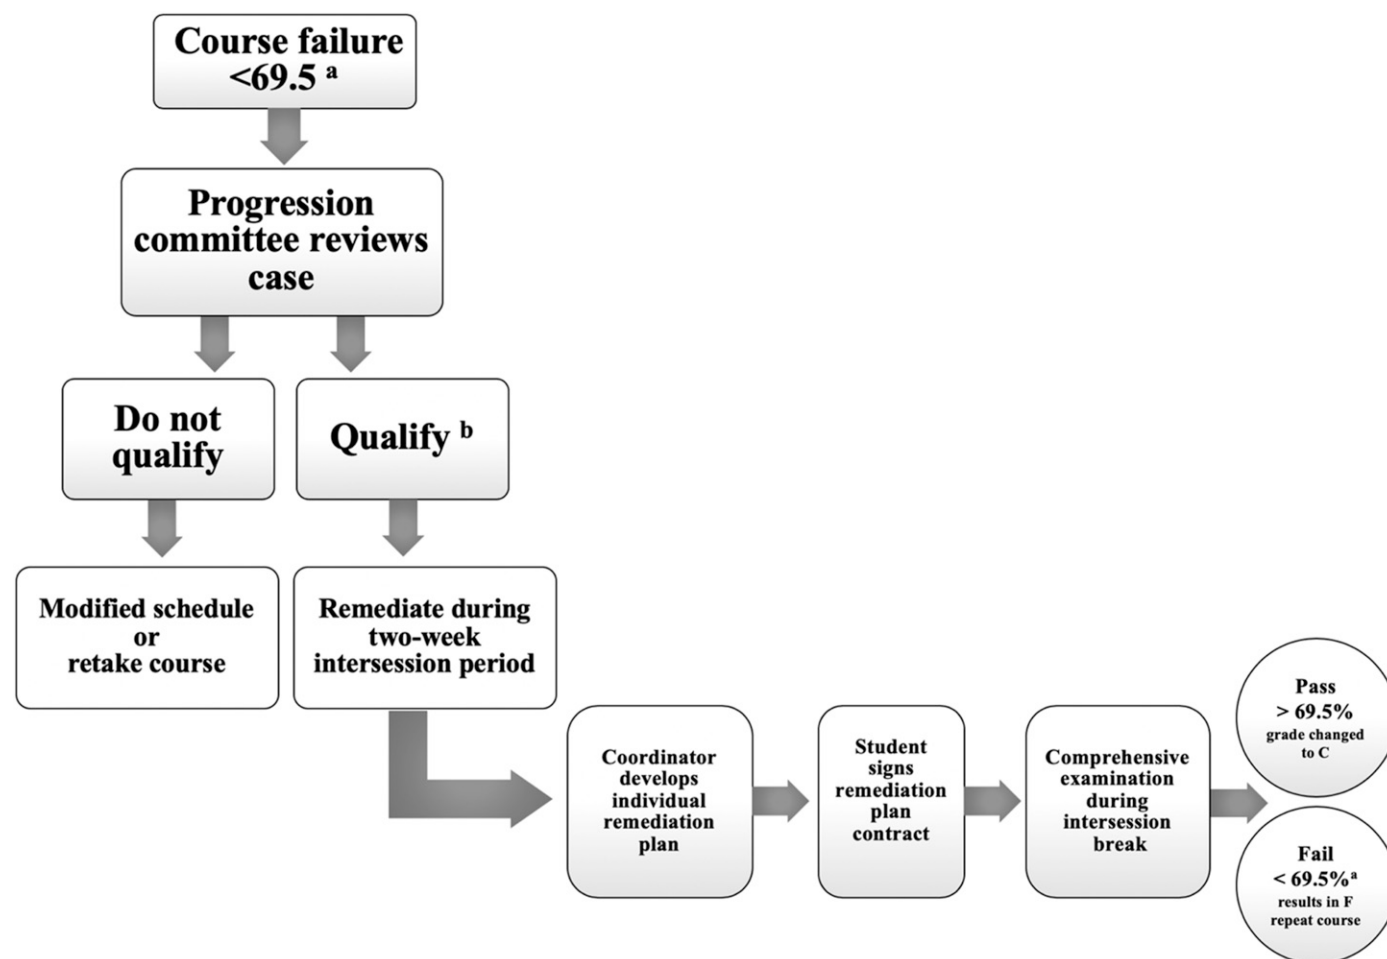 Course failure
<69.5 a
Progression
committee reviews
case
Do not
qualify
Qualify b
Modified schedule
or
retake course
Remediate during
two-week
intersession period
Coordinator
develops
individual
remediation
plan
Student
signs
remediation
plan
contract
Comprehensive
examination
during
intersession
break
Pass
> 69.5%
grade changed
to C
Fail
< 69.5%a
results in F
repeat course